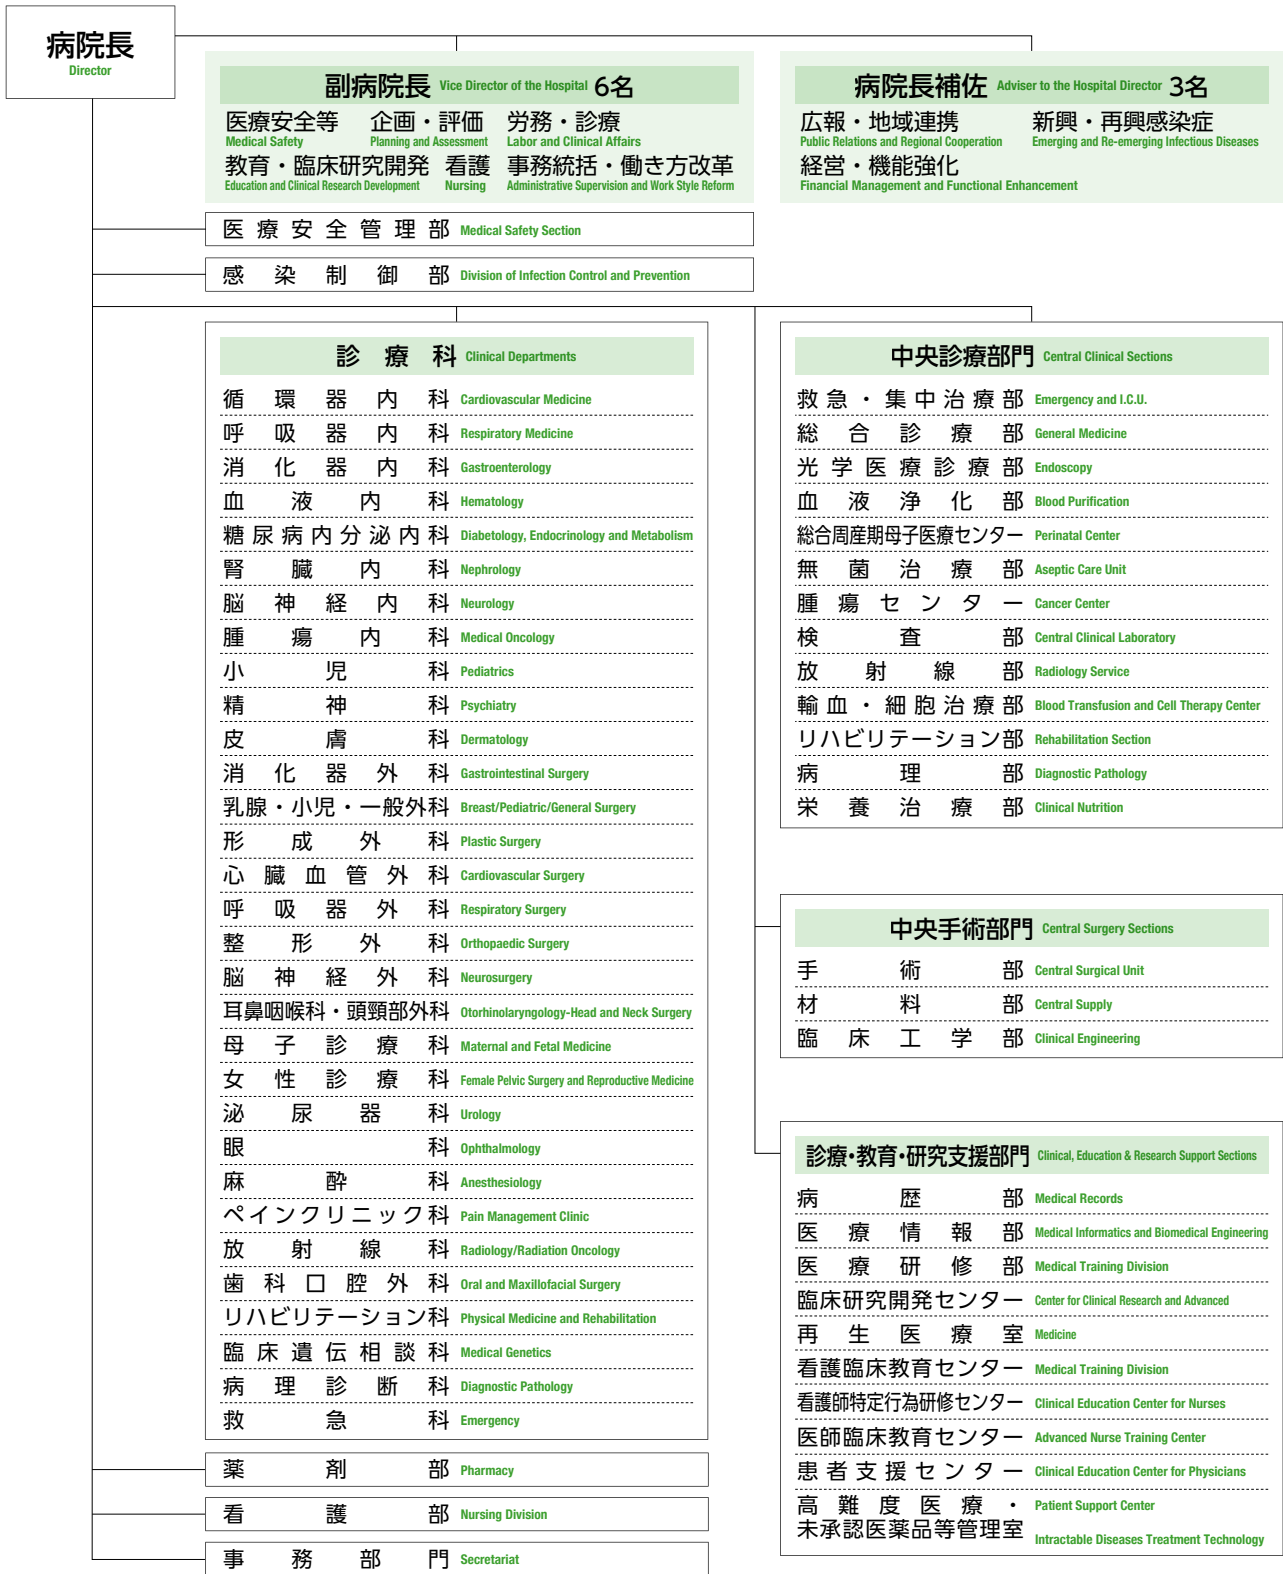 病院長
Director
副病院長 Vice Director of the Hospital 6名
医療安全等 企画・評価 労務・診療
Medical Safety Planning and Assessment Labor and Clinical Affairs
教育・臨床研究開発 看護 事務統括・働き方改革
Education and Clinical Research Development Nursing Administrative Supervision and Work Style Reform
病院長補佐 Adviser to the Hospital Director 3名
広報・地域連携 新興・再興感染症
Public Relations and Regional Cooperation Emerging and Re-emerging Infectious Diseases
経営・機能強化
Financial Management and Functional Enhancement
医療安全管理部 Medical Safety Section
感染制御部 Division of Infection Control and Prevention
診療科 Clinical Departments
循環器内科 Cardiovascular Medicine
呼吸器内科 Respiratory Medicine
消化器内科 Gastroenterology
血液内科 Hematology
糖尿病内分泌内科 Diabetology, Endocrinology and Metabolism
腎臓内科 Nephrology
脳神経内科 Neurology
腫瘍内科 Medical Oncology
小児科 Pediatrics
精神科 Psychiatry
皮膚科 Dermatology
消化器外科 Gastrointestinal Surgery
乳腺・小児・一般外科 Breast/Pediatric/General Surgery
形成外科 Plastic Surgery
心臓血管外科 Cardiovascular Surgery
呼吸器外科 Respiratory Surgery
整形外科 Orthopaedic Surgery
脳神経外科 Neurosurgery
耳鼻咽喉科・頭頸部外科 Otorhinolaryngology-Head and Neck Surgery
母子診療科 Maternal and Fetal Medicine
女性診療科 Female Pelvic Surgery and Reproductive Medicine
泌尿器科 Urology
眼科 Ophthalmology
麻酔科 Anesthesiology
ペインクリニック科 Pain Management Clinic
放射線科 Radiology/Radiation Oncology
歯科口腔外科 Oral and Maxillofacial Surgery
リハビリテーション科 Physical Medicine and Rehabilitation
臨床遺伝相談科 Medical Genetics
病理診断科 Diagnostic Pathology
救急科 Emergency
薬剤部 Pharmacy
看護部 Nursing Division
事務部門 Secretariat
中央診療部門 Central Clinical Sections
救急・集中治療部 Emergency and I.C.U.
総合診療部 General Medicine
光学医療診療部 Endoscopy
血液浄化部 Blood Purification
総合周産期母子医療センター Perinatal Center
無菌治療部 Aseptic Care Unit
腫瘍センター Cancer Center
検査部 Central Clinical Laboratory
放射線部 Radiology Service
輸血・細胞治療部 Blood Transfusion and Cell Therapy Center
リハビリテーション部 Rehabilitation Section
病理部 Diagnostic Pathology
栄養治療部 Clinical Nutrition
中央手術部門 Central Surgery Sections
手術部 Central Surgical Unit
材料部 Central Supply
臨床工学部 Clinical Engineering
診療・教育・研究支援部門 Clinical, Education & Research Support Sections
病歴部 Medical Records
医療情報部 Medical Informatics and Biomedical Engineering
医療研修部 Medical Training Division
臨床研究開発センター Center for Clinical Research and Advanced
再生医療室 Medicine
看護臨床教育センター Medical Training Division
看護師特定行為研修センター Clinical Education Center for Nurses
医師臨床教育センター Advanced Nurse Training Center
患者支援センター Clinical Education Center for Physicians
高難度医療・ Patient Support Center
未承認医薬品等管理室 Intractable Diseases Treatment Technology